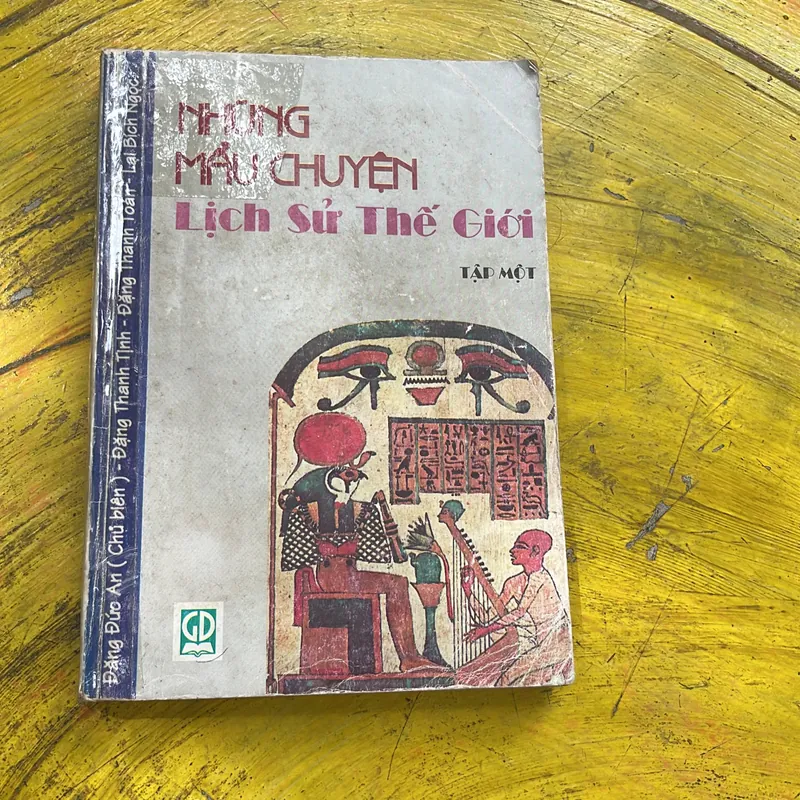 NHỮNG
MẨU CHUYỆN
Lịch Sử Thế Giới
TẬP MỘT
Đặng Đức An ( Chủ biên ) - Đặng Thanh Tịnh - Đặng Thanh Toán - Lại Bích Ngọc
GD